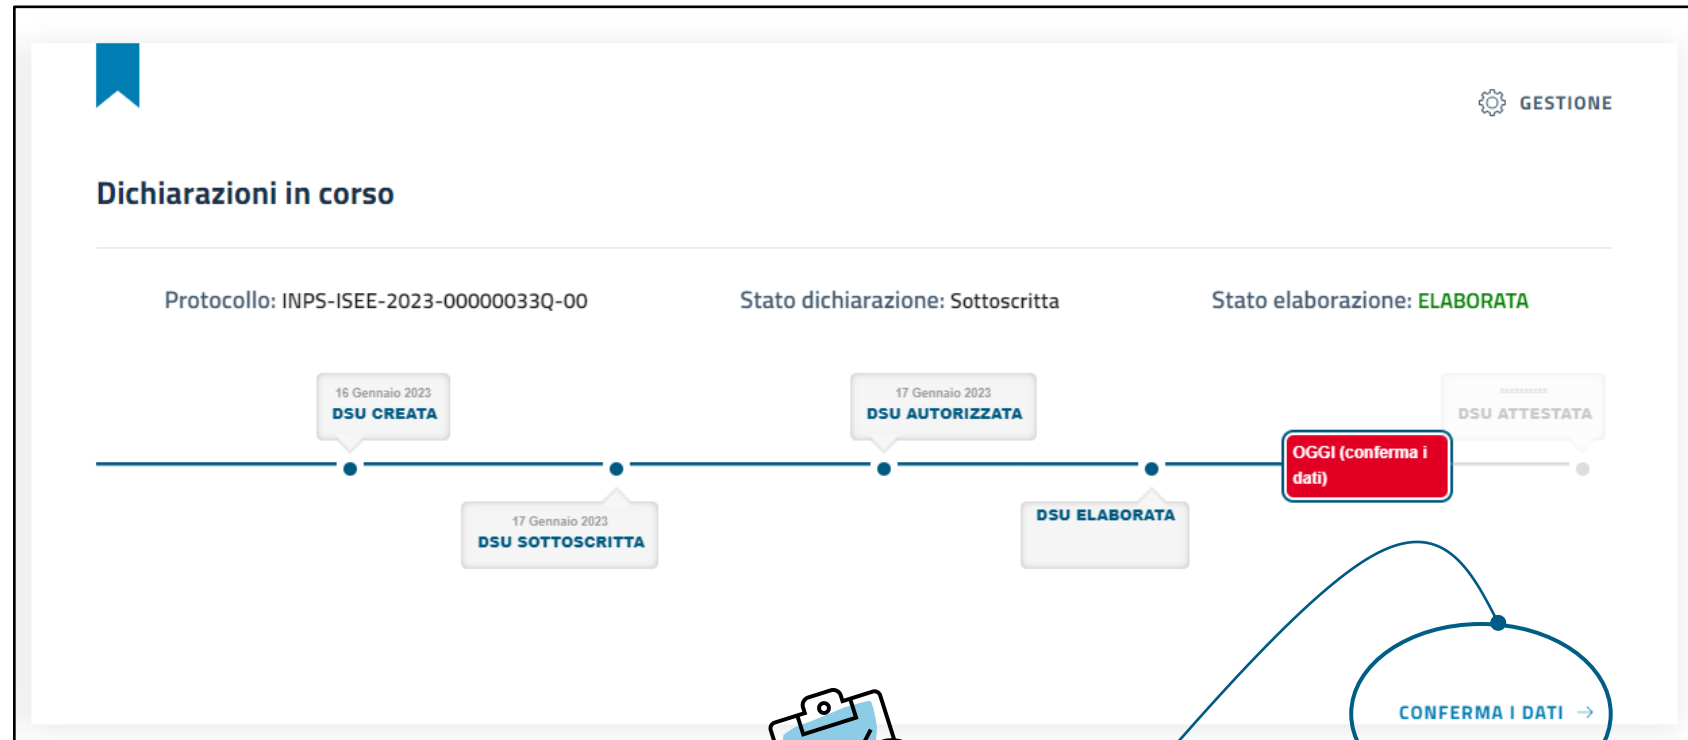 GESTIONE
Dichiarazioni in corso
Protocollo: INPS-ISEE-2023-00000033Q-00
Stato dichiarazione: Sottoscritta
Stato elaborazione: ELABORATA
16 Gennaio 2023
DSU CREATA
17 Gennaio 2023
DSU SOTTOSCRITTA
17 Gennaio 2023
DSU AUTORIZZATA
DSU ELABORATA
OGGI (conferma i
dati)
**********
DSU ATTESTATA
CONFERMA I DATI →